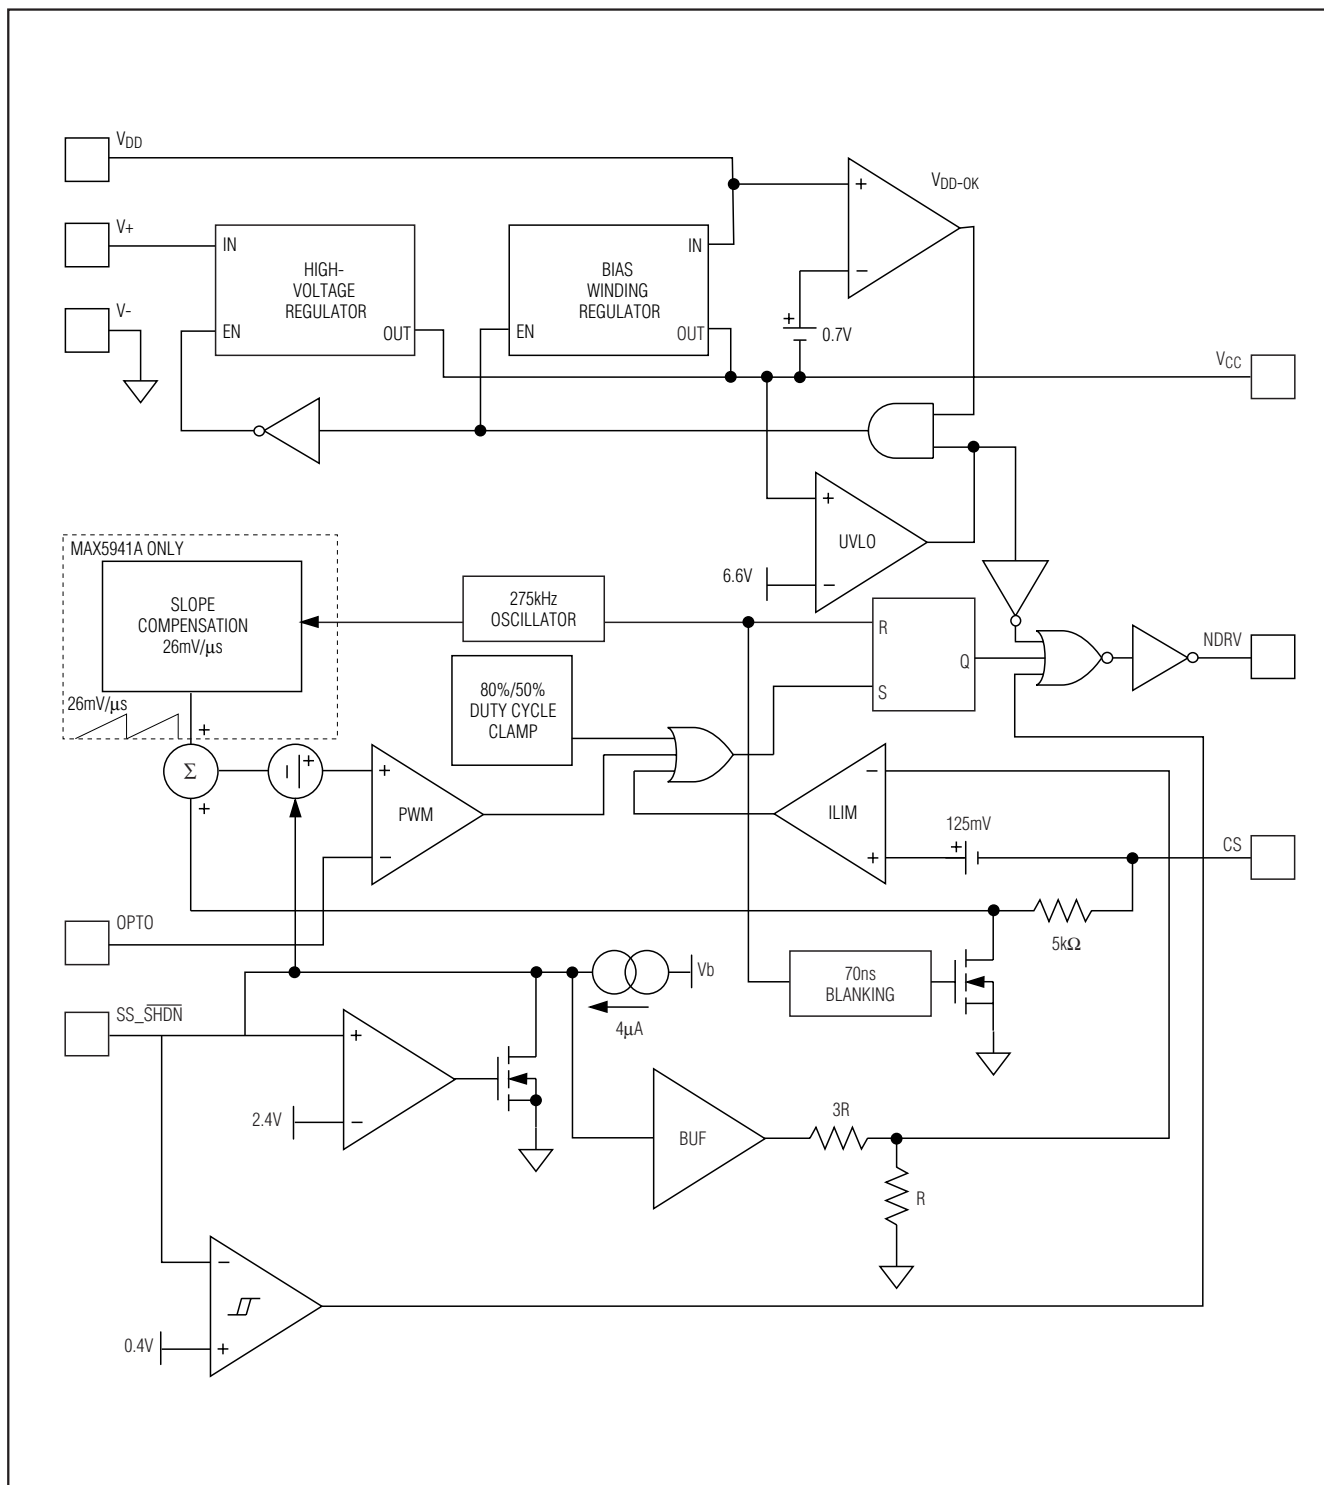 VDD
V+
V-
IN
HIGH-
VOLTAGE
REGULATOR
EN
OUT
IN
BIAS
WINDING
REGULATOR
EN
OUT
+
VDD-OK
−
+
0.7V
VCC
+
UVLO
6.6V
−
MAX5941A ONLY
SLOPE
COMPENSATION
26mV/µs
26mV/µs
275kHz
OSCILLATOR
80%/50%
DUTY CYCLE
CLAMP
R
S
Q
NDRV
+
Σ
+
+
+
PWM
−
−
ILIM
+
125mV
+
CS
5kΩ
OPTO
70ns
BLANKING
Vb
4µA
SS_SHDN
+
2.4V
−
BUF
3R
R
−
0.4V
+